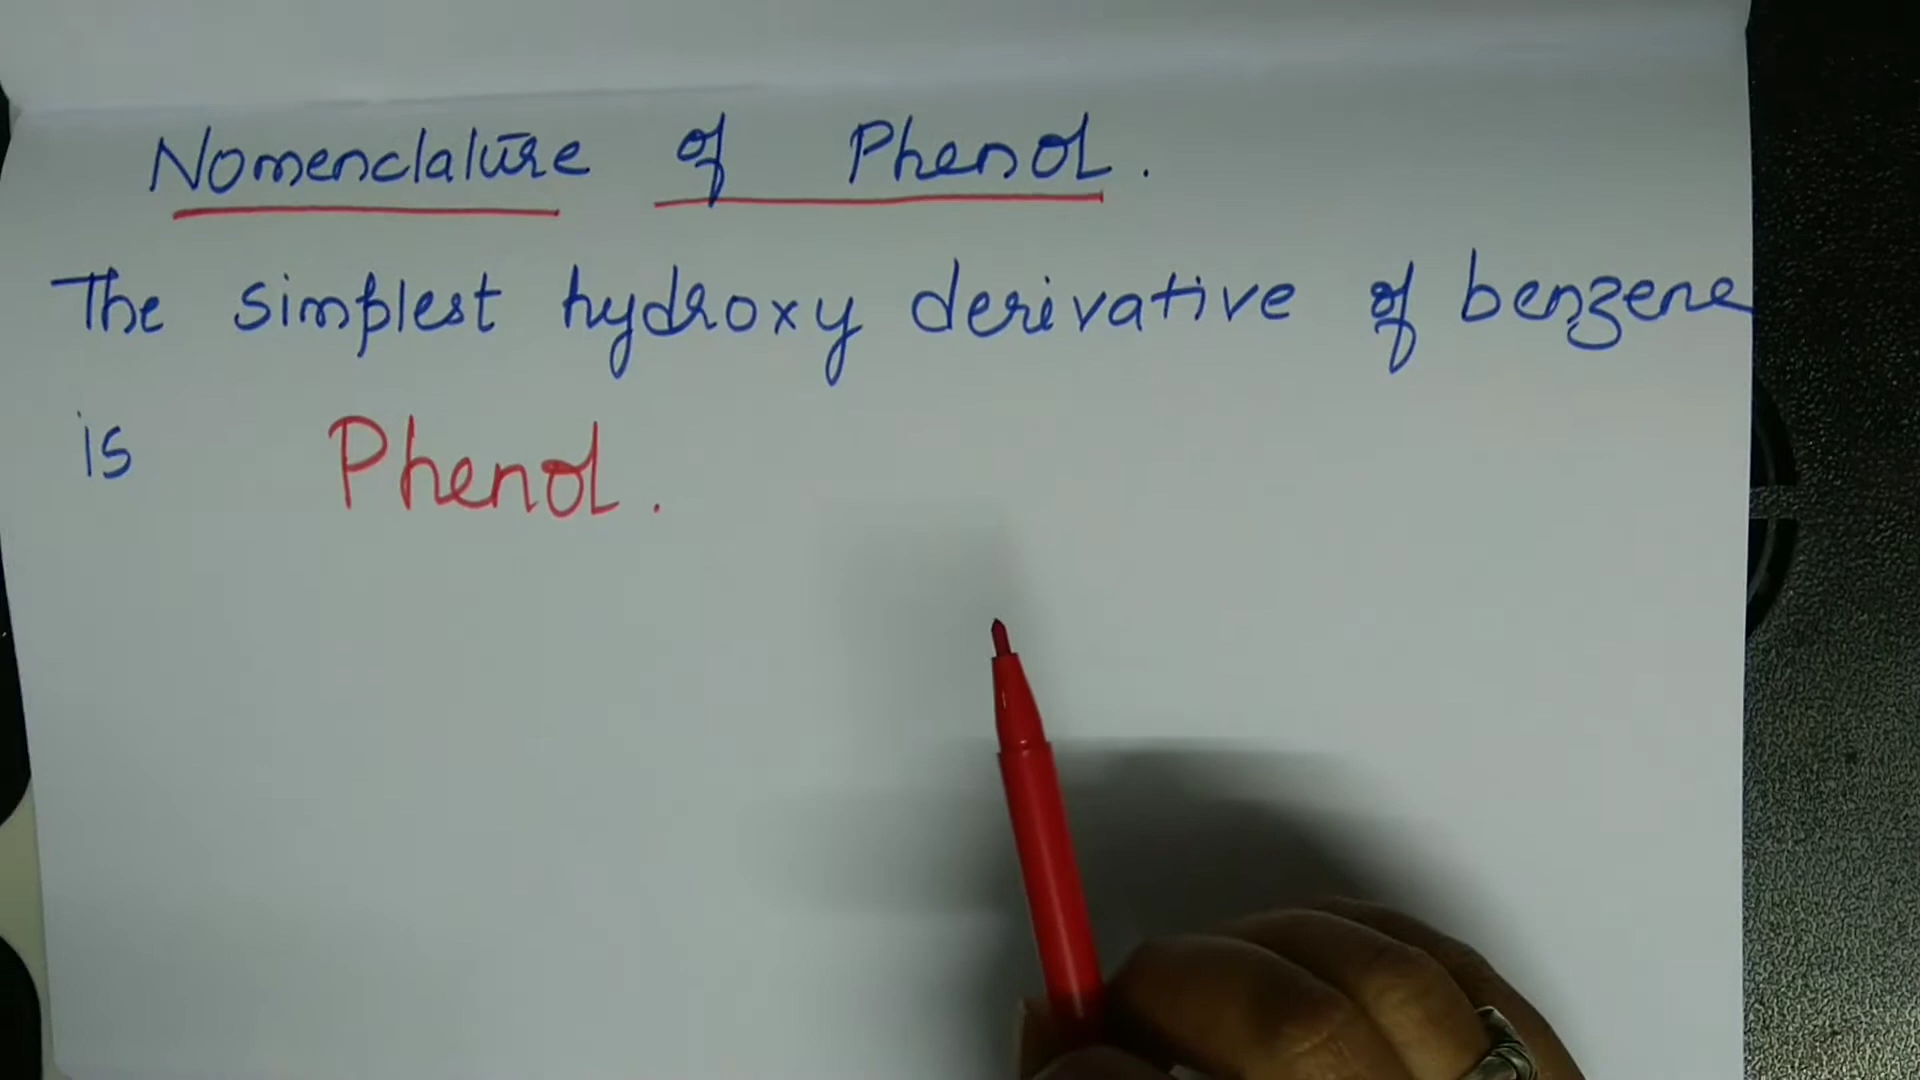 Nomenclature of Phenol.
The simplest hydroxy derivative of benzene
is Phenol.